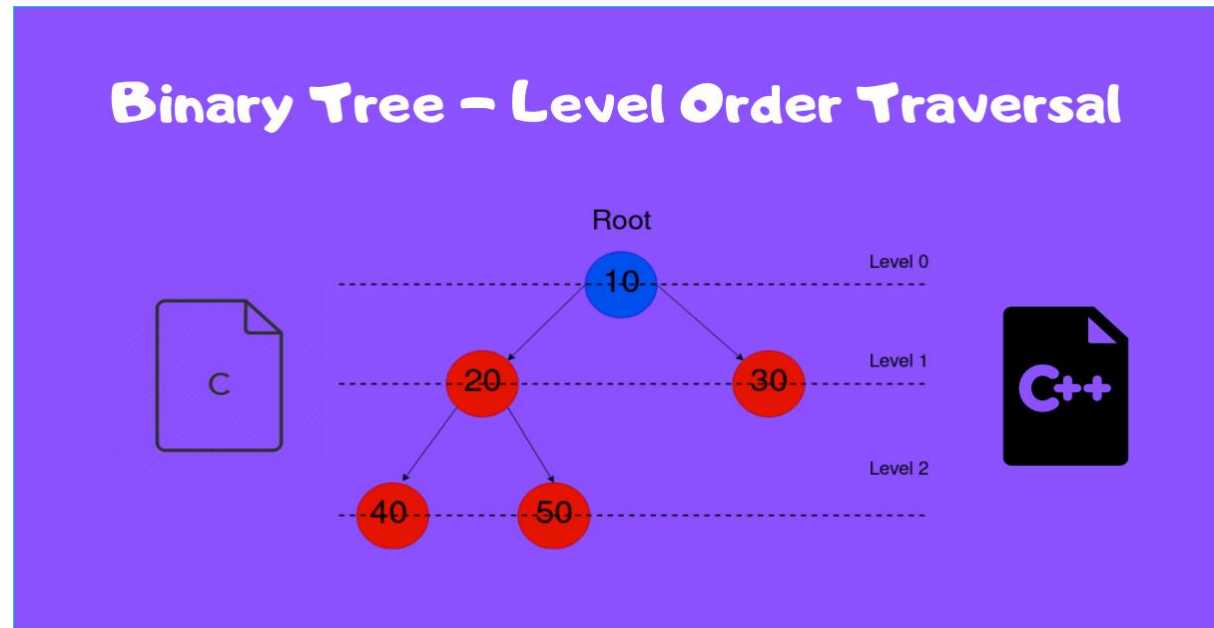 Binary Tree - Level Order Traversal
Root
10
Level 0
C
20
30
Level 1
C++
40
50
Level 2